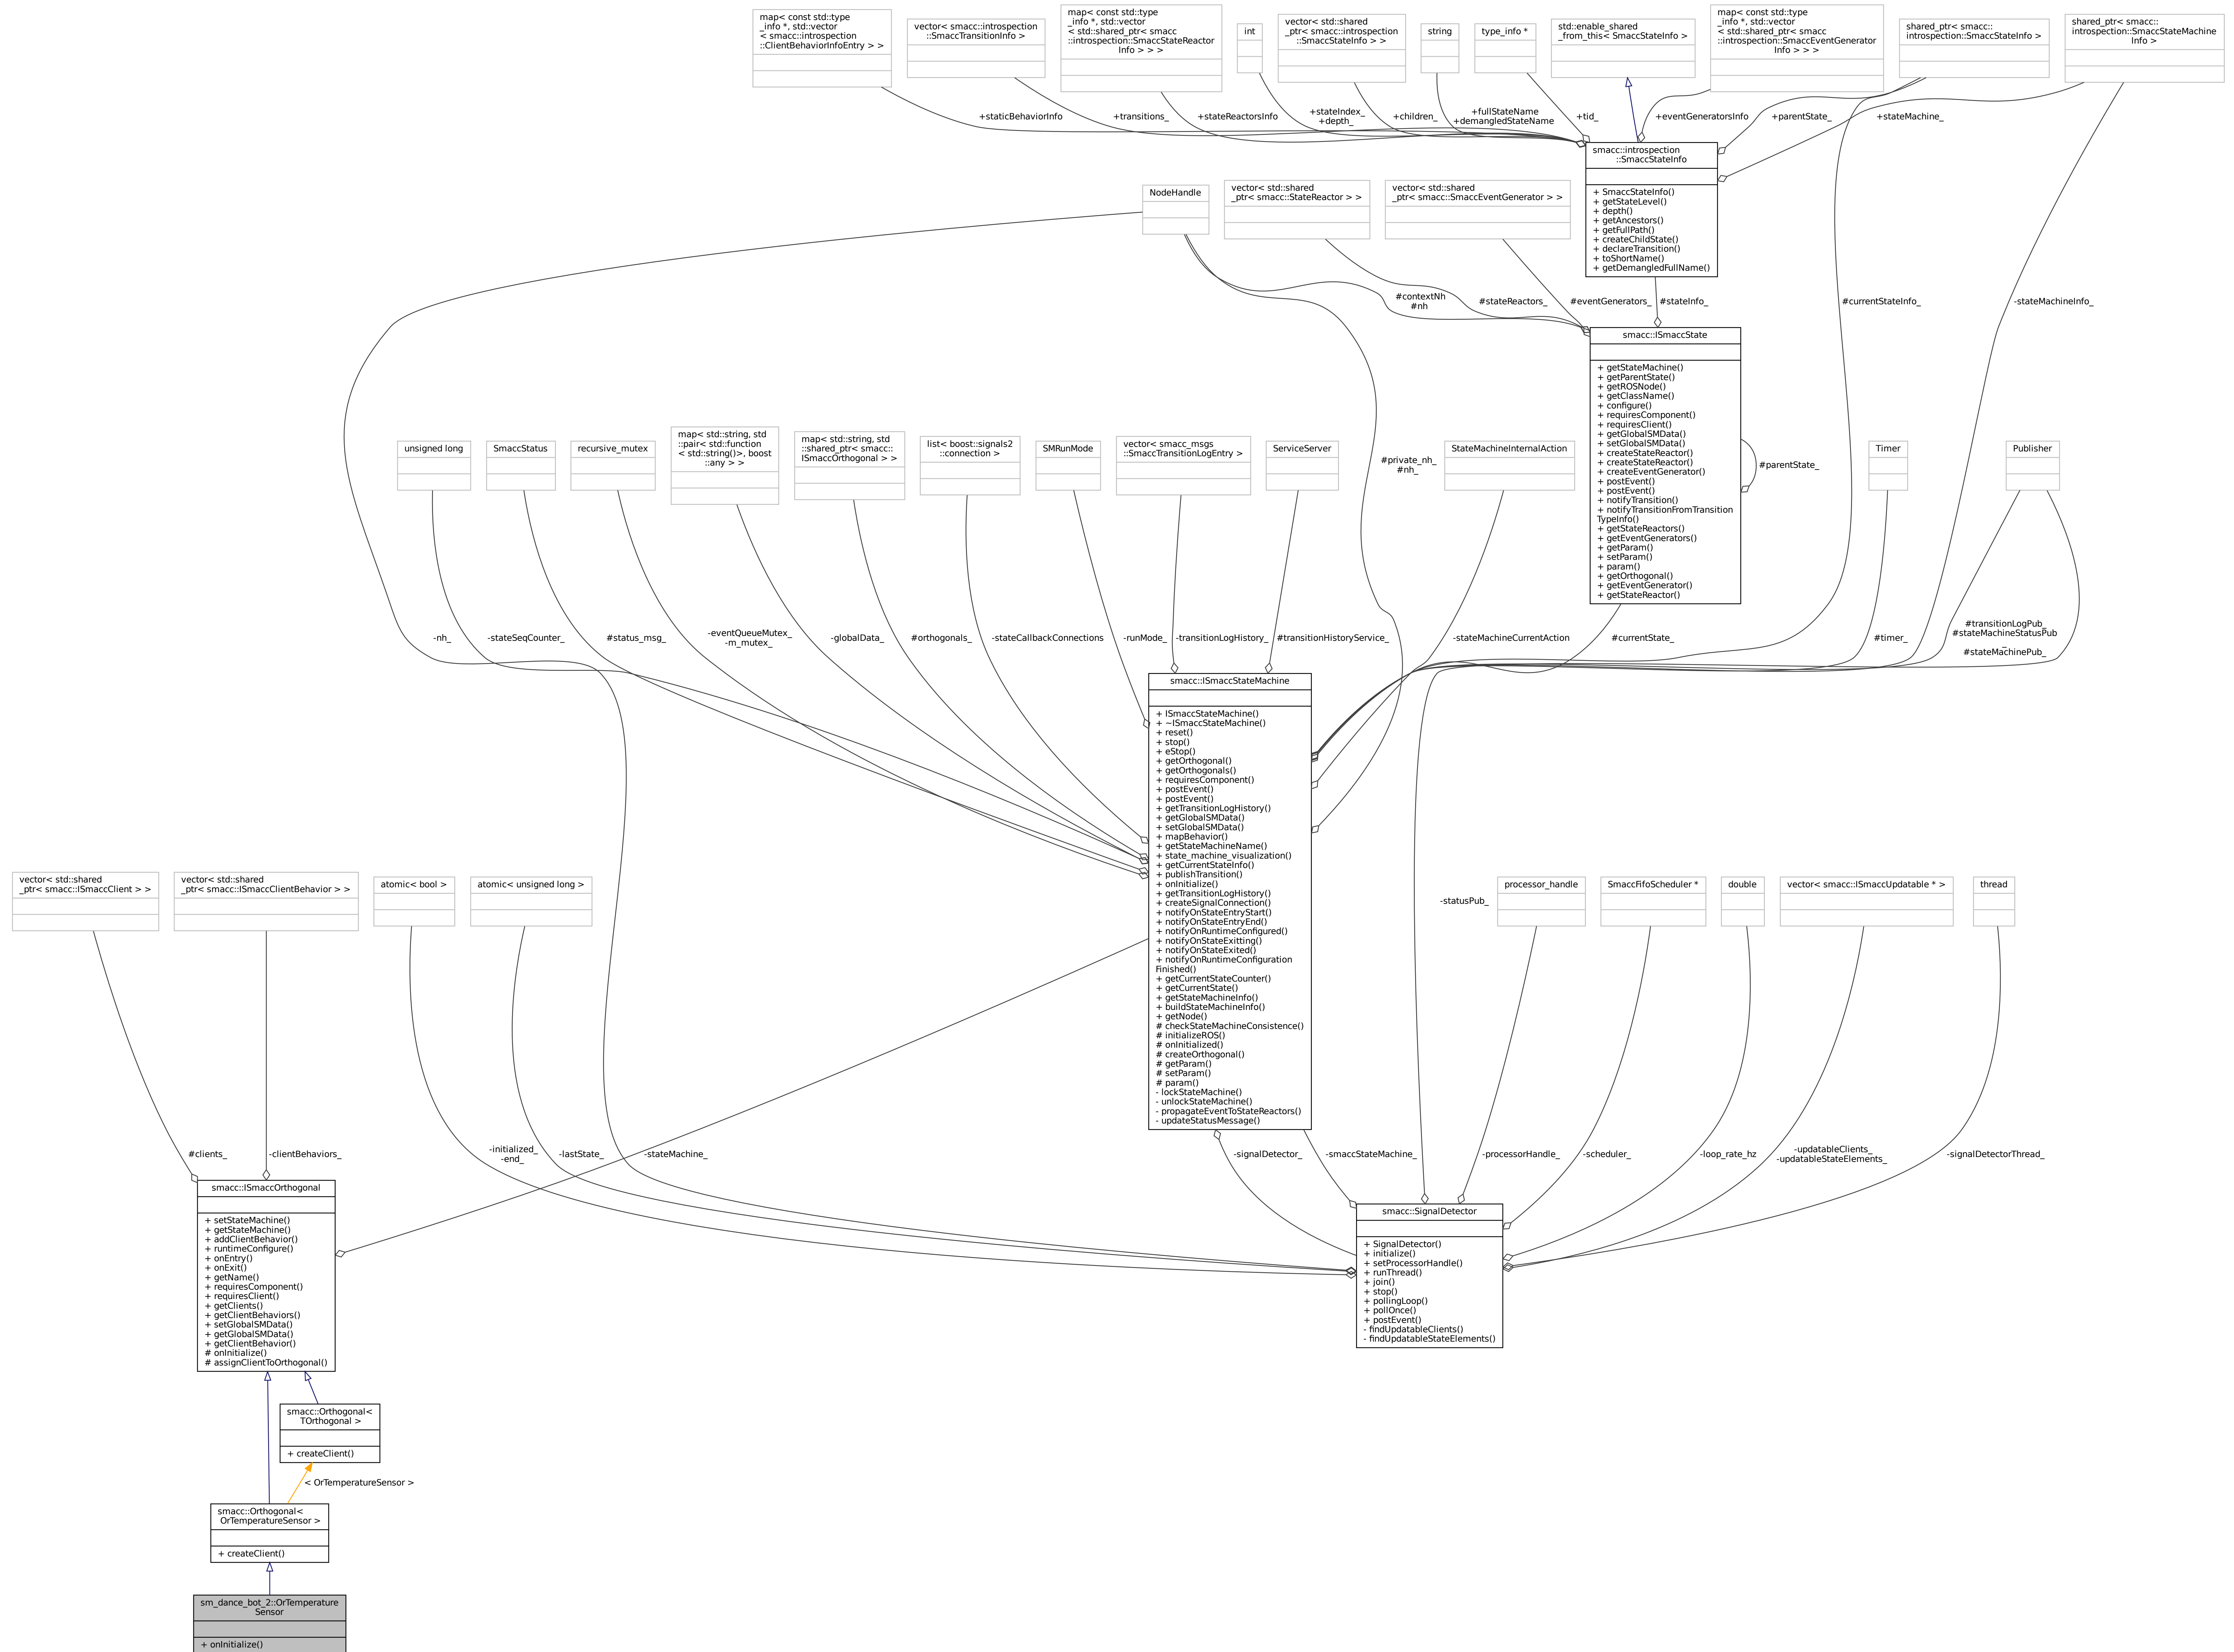 map< const std::type
_info *, std::vector
< smacc::introspection
::ClientBehaviorInfoEntry > >
vector< smacc::introspection
::SmaccTransitionInfo >
map< const std::type
_info *, std::vector
< std::shared_ptr< smacc
::introspection::SmaccStateReactor
Info > > >
int
vector< std::shared
_ptr< smacc::introspection
::SmaccStateInfo > >
string
type_info *
std::enable_shared
_from_this< SmaccStateInfo >
map< const std::type
_info *, std::vector
< std::shared_ptr< smacc
::introspection::SmaccEventGenerator
Info > > >
shared_ptr< smacc::
introspection::SmaccStateInfo >
shared_ptr< smacc::
introspection::SmaccStateMachine
Info >
+staticBehaviorInfo
+transitions_
+stateReactorsInfo
+stateIndex_
+depth_
+children_
+fullStateName
+demangledStateName
+tid_
+eventGeneratorsInfo
+parentState_
+stateMachine_
smacc::introspection
::SmaccStateInfo
+ SmaccStateInfo()
+ getStateLevel()
+ depth()
+ getAncestors()
+ getFullPath()
+ createChildState()
+ declareTransition()
+ toShortName()
+ getDemangledFullName()
NodeHandle
vector< std::shared
_ptr< smacc::StateReactor > >
vector< std::shared
_ptr< smacc::SmaccEventGenerator > >
#contextNh
#nh
#stateReactors_
#eventGenerators_
#stateInfo_
#currentStateInfo_
-stateMachineInfo_
smacc::ISmaccState
+ getStateMachine()
+ getParentState()
+ getROSNode()
+ getClassName()
+ configure()
+ requiresComponent()
+ requiresClient()
+ getGlobalSMData()
+ setGlobalSMData()
+ createStateReactor()
+ createStateReactor()
+ createEventGenerator()
+ postEvent()
+ postEvent()
+ notifyTransition()
+ notifyTransitionFromTransition
TypeInfo()
+ getStateReactors()
+ getEventGenerators()
+ getParam()
+ setParam()
+ param()
+ getOrthogonal()
+ getEventGenerator()
+ getStateReactor()
#parentState_
unsigned long
SmaccStatus
recursive_mutex
map< std::string, std
::pair< std::function
< std::string()>, boost
::any > >
map< std::string, std
::shared_ptr< smacc::
ISmaccOrthogonal > >
list< boost::signals2
::connection >
SMRunMode
vector< smacc_msgs
::SmaccTransitionLogEntry >
ServiceServer
#private_nh_
#nh_
StateMachineInternalAction
Timer
Publisher
-nh_
-stateSeqCounter_
#status_msg_
-eventQueueMutex_
-m_mutex_
-globalData_
#orthogonals_
-stateCallbackConnections
-runMode_
-transitionLogHistory_
#transitionHistoryService_
-stateMachineCurrentAction
#currentState_
#timer_
#transitionLogPub_
#stateMachineStatusPub
_
#stateMachinePub_
smacc::ISmaccStateMachine
+ ISmaccStateMachine()
+ ~ISmaccStateMachine()
+ reset()
+ stop()
+ eStop()
+ getOrthogonal()
+ getOrthogonals()
+ requiresComponent()
+ postEvent()
+ postEvent()
+ getTransitionLogHistory()
+ getGlobalSMData()
+ setGlobalSMData()
+ mapBehavior()
+ getStateMachineName()
+ state_machine_visualization()
+ getCurrentStateInfo()
+ publishTransition()
+ onInitialize()
+ getTransitionLogHistory()
+ createSignalConnection()
+ notifyOnStateEntryStart()
+ notifyOnStateEntryEnd()
+ notifyOnRuntimeConfigured()
+ notifyOnStateExitting()
+ notifyOnStateExited()
+ notifyOnRuntimeConfiguration
Finished()
+ getCurrentStateCounter()
+ getCurrentState()
+ getStateMachineInfo()
+ buildStateMachineInfo()
+ getNode()
# checkStateMachineConsistence()
# initializeROS()
# onInitialized()
# createOrthogonal()
# getParam()
# setParam()
# param()
- lockStateMachine()
- unlockStateMachine()
- propagateEventToStateReactors()
- updateStatusMessage()
vector< std::shared
_ptr< smacc::ISmaccClient > >
vector< std::shared
_ptr< smacc::ISmaccClientBehavior > >
atomic< bool >
atomic< unsigned long >
-statusPub_
processor_handle
SmaccFifoScheduler *
double
vector< smacc::ISmaccUpdatable * >
thread
#clients_
-clientBehaviors_
-initialized_
-end_
-lastState_
-stateMachine_
-signalDetector_
-smaccStateMachine_
-processorHandle_
-scheduler_
-loop_rate_hz
-updatableClients_
-updatableStateElements_
-signalDetectorThread_
smacc::ISmaccOrthogonal
+ setStateMachine()
+ getStateMachine()
+ addClientBehavior()
+ runtimeConfigure()
+ onEntry()
+ onExit()
+ getName()
+ requiresComponent()
+ requiresClient()
+ getClients()
+ getClientBehaviors()
+ setGlobalSMData()
+ getGlobalSMData()
+ getClientBehavior()
# onInitialize()
# assignClientToOrthogonal()
smacc::SignalDetector
+ SignalDetector()
+ initialize()
+ setProcessorHandle()
+ runThread()
+ join()
+ stop()
+ pollingLoop()
+ pollOnce()
+ postEvent()
- findUpdatableClients()
- findUpdatableStateElements()
smacc::Orthogonal<
TOrthogonal >
+ createClient()
< OrTemperatureSensor >
smacc::Orthogonal<
OrTemperatureSensor >
+ createClient()
sm_dance_bot_2::OrTemperature
Sensor
+ onInitialize()